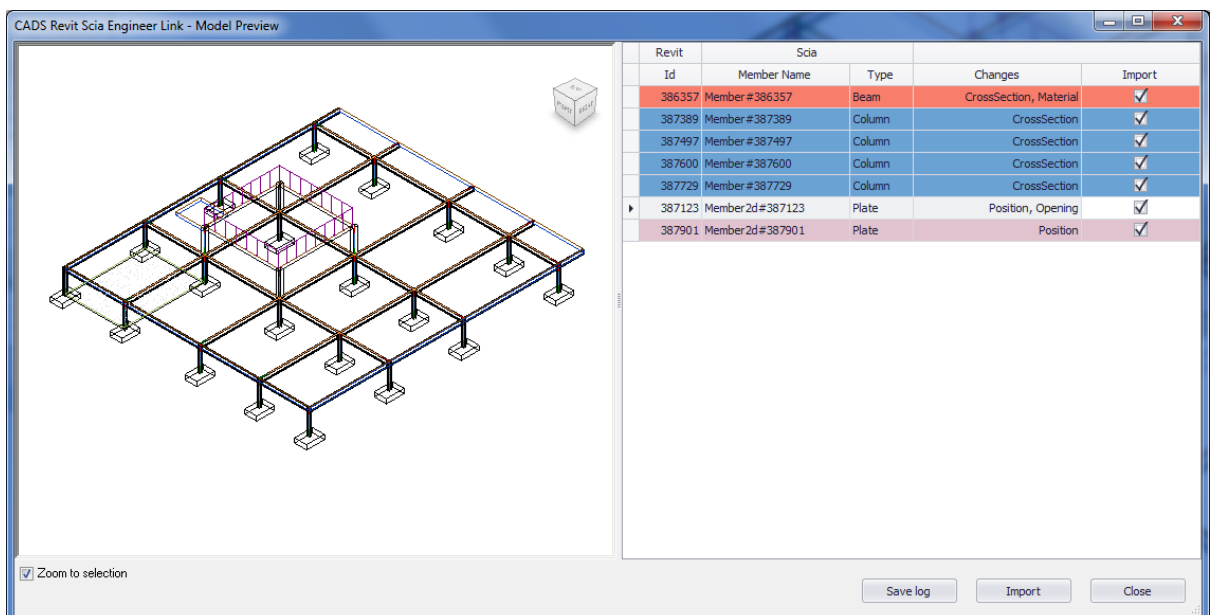 CADS Revit Scia Engineer Link - Model Preview
Revit Scia
Id Member Name Type Changes Import
386357 Member#386357 Beam CrossSection, Material
387389 Member#387389 Column CrossSection
387497 Member#387497 Column CrossSection
387600 Member#387600 Column CrossSection
387729 Member#387729 Column CrossSection
387123 Member2d#387123 Plate Position, Opening
387901 Member2d#387901 Plate Position
Zoom to selection
Save log Import Close